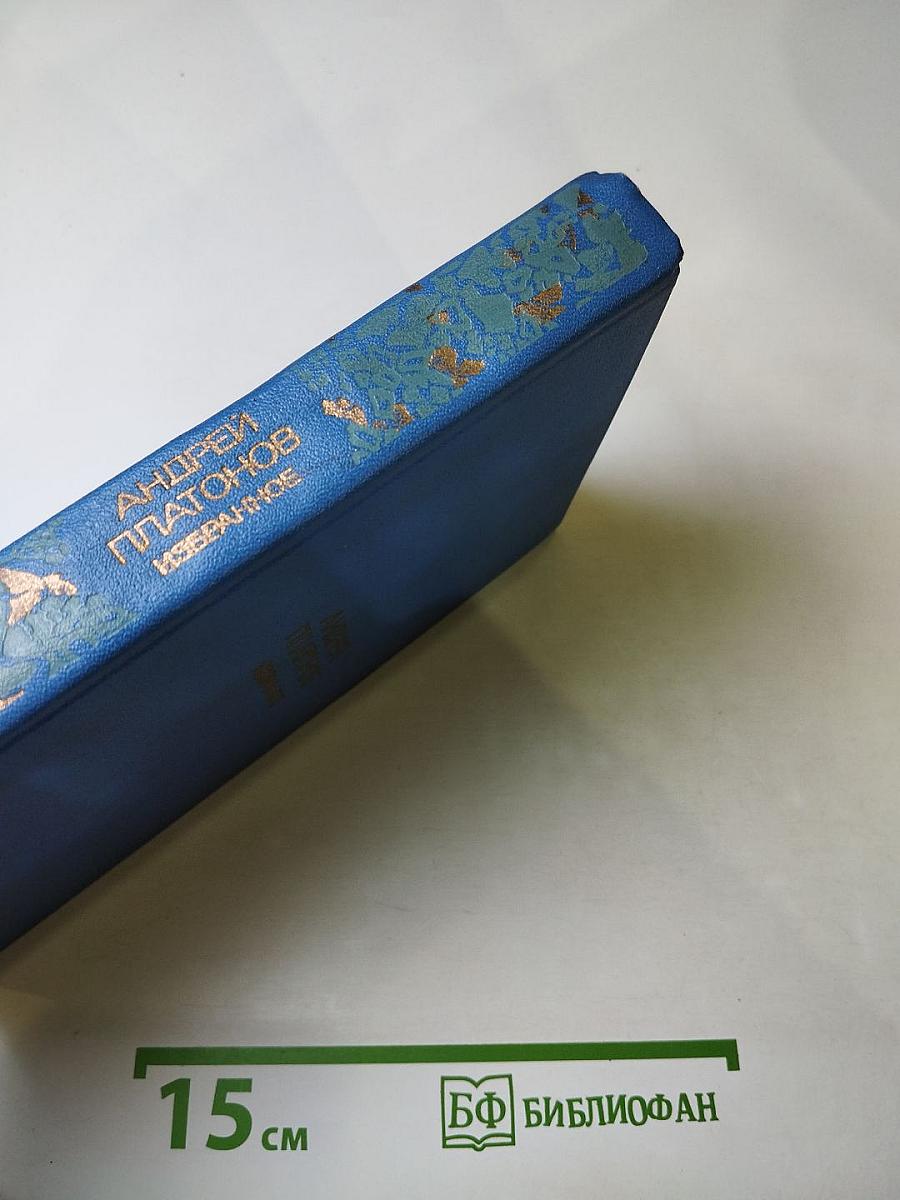 АНДРЕЙ
ПЛАТОНОВ
ИЗБРАННОЕ
15 см
БФ БИБЛИОФАН